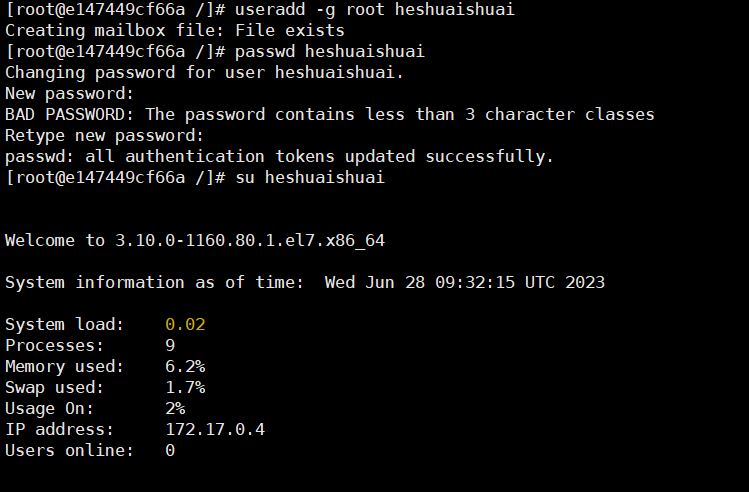 [root@e147449cf66a /]# useradd -g root heshuaishuai
Creating mailbox file: File exists
[root@e147449cf66a /]# passwd heshuaishuai
Changing password for user heshuaishuai.
New password:
BAD PASSWORD: The password contains less than 3 character classes
Retype new password:
passwd: all authentication tokens updated successfully.
[root@e147449cf66a /]# su heshuaishuai
Welcome to 3.10.0-1160.80.1.el7.x86_64
System information as of time:  Wed Jun 28 09:32:15 UTC 2023
System load:    0.02
Processes:      9
Memory used:    6.2%
Swap used:      1.7%
Usage On:       2%
IP address:     172.17.0.4
Users online:   0